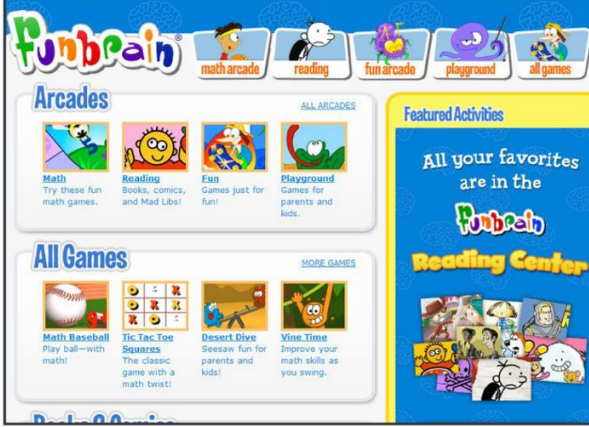 funbrain®
math arcade
reading
fun arcade
playground
all games
Arcades
ALL ARCADES
Math
Try these fun
math games.
Reading
Books, comics,
and Mad Libs!
Fun
Games just for
fun!
Playground
Games for
parents and
kids.
All Games
MORE GAMES
Math Baseball
Play ball—with
math!
Tic Tac Toe
Squares
The classic
game with a
math twist!
Desert Dive
Seesaw fun for
parents and
kids!
Vine Time
Improve your
math skills as
you swing.
Featured Activities
All your favorites
are in the
funbrain
Reading Center